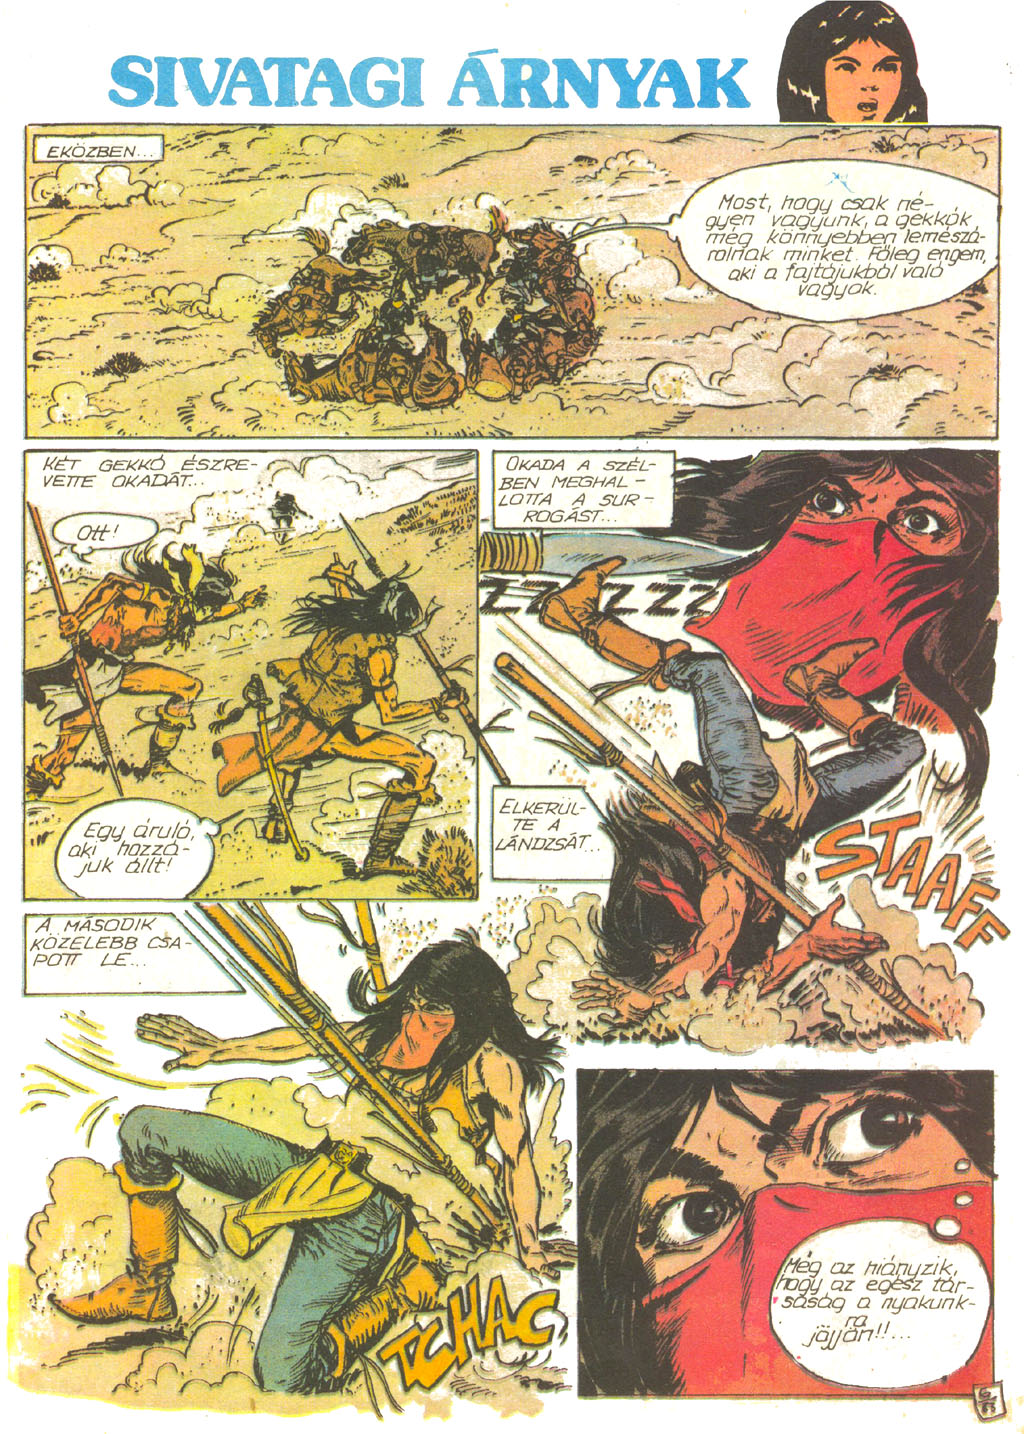 SIVATAGI ÁRNYAK
EKÖZBEN...
Most, hogy csak né-
gyen vagyunk, a gekkók
még könnyebben lemészá-
rolnak minket. Főleg engem,
aki a fajtájukból való
vagyok.
KÉT GEKKÓ ÉSZRE-
VETTE OKADÁT...
Ott!
Egy áruló,
aki hozzá-
juk állt!
OKADA A SZÉL-
BEN MEGHAL-
LOTTA A SUR-
ROGÁST...
ZZZZZZ
ELKERÜL-
TE A
LÁNDZSÁT...
STAAFF
A MÁSODIK
KÖZELEBB CSA-
POTT LE...
TCHAC
Még az hiányzik,
hogy az egész tár-
saság a nyakunk-
ra
jöjjön!!...